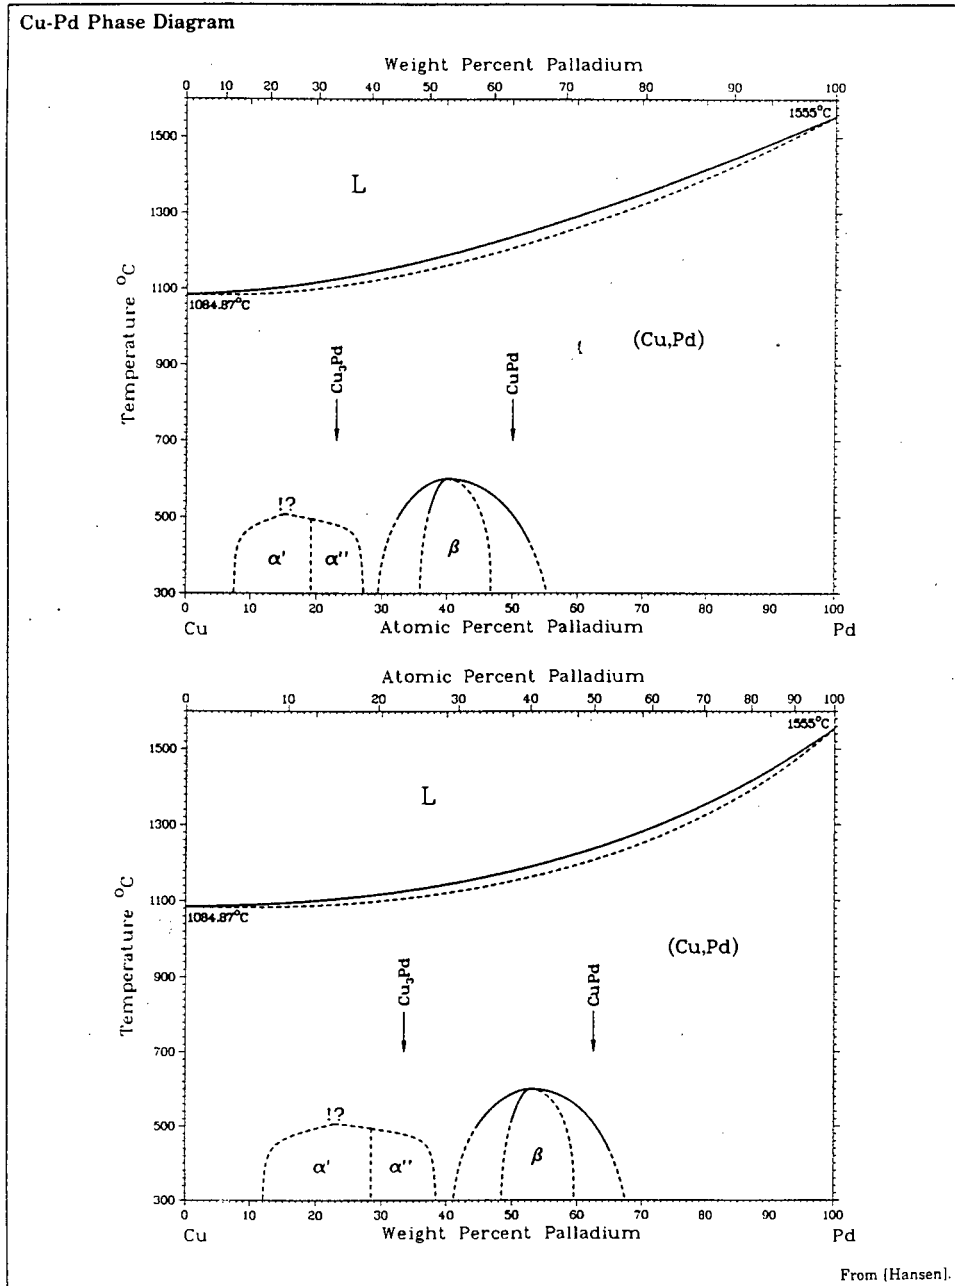 Cu-Pd Phase Diagram
Weight Percent Palladium
0 10 20 30 40 50 60 70 80 90 100
1555°C
1500
L
1300
1100
1084.87°C
(Cu,Pd)
Temperature °C
900
Cu₃Pd
CuPd
700
!?
500
α' α'' β
300
0 10 20 30 40 50 60 70 80 90 100
Cu Atomic Percent Palladium Pd
Atomic Percent Palladium
0 10 20 30 40 50 60 70 80 90 100
1555°C
1500
L
1300
1100
1084.87°C
(Cu,Pd)
Temperature °C
900
Cu₃Pd
CuPd
700
!?
500
α' α'' β
300
0 10 20 30 40 50 60 70 80 90 100
Cu Weight Percent Palladium Pd
From [Hansen].